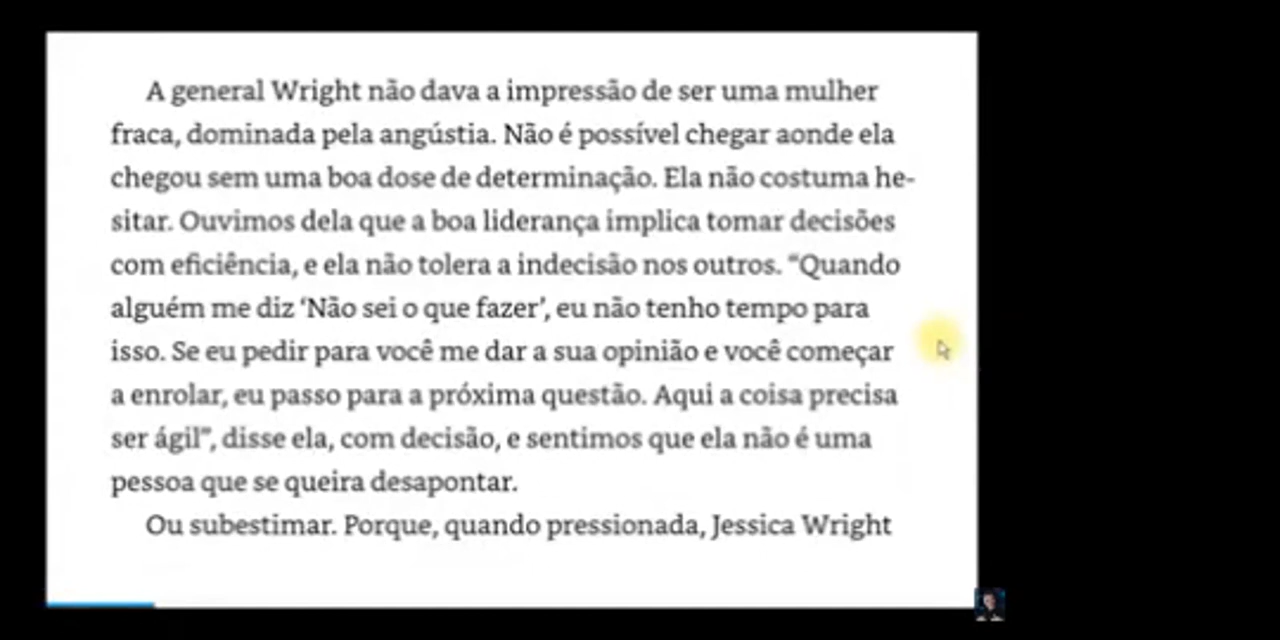 A general Wright não dava a impressão de ser uma mulher
fraca, dominada pela angústia. Não é possível chegar aonde ela
chegou sem uma boa dose de determinação. Ela não costuma he-
sitar. Ouvimos dela que a boa liderança implica tomar decisões
com eficiência, e ela não tolera a indecisão nos outros. “Quando
alguém me diz ‘Não sei o que fazer’, eu não tenho tempo para
isso. Se eu pedir para você me dar a sua opinião e você começar
a enrolar, eu passo para a próxima questão. Aqui a coisa precisa
ser ágil”, disse ela, com decisão, e sentimos que ela não é uma
pessoa que se queira desapontar.
Ou subestimar. Porque, quando pressionada, Jessica Wright